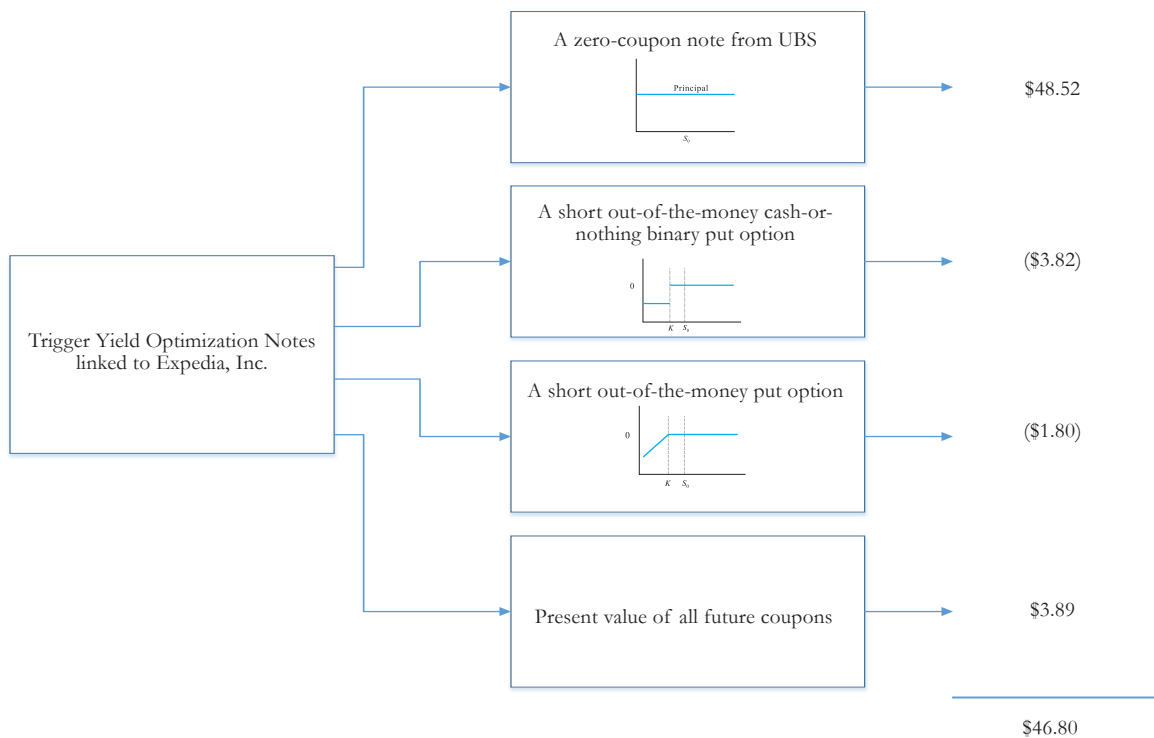 A zero-coupon note from UBS
Principal
S₀
$48.52
A short out-of-the-money cash-or-
nothing binary put option
0
K
S₀
($3.82)
Trigger Yield Optimization Notes
linked to Expedia, Inc.
A short out-of-the-money put option
0
K
S₀
($1.80)
Present value of all future coupons
$3.89
$46.80